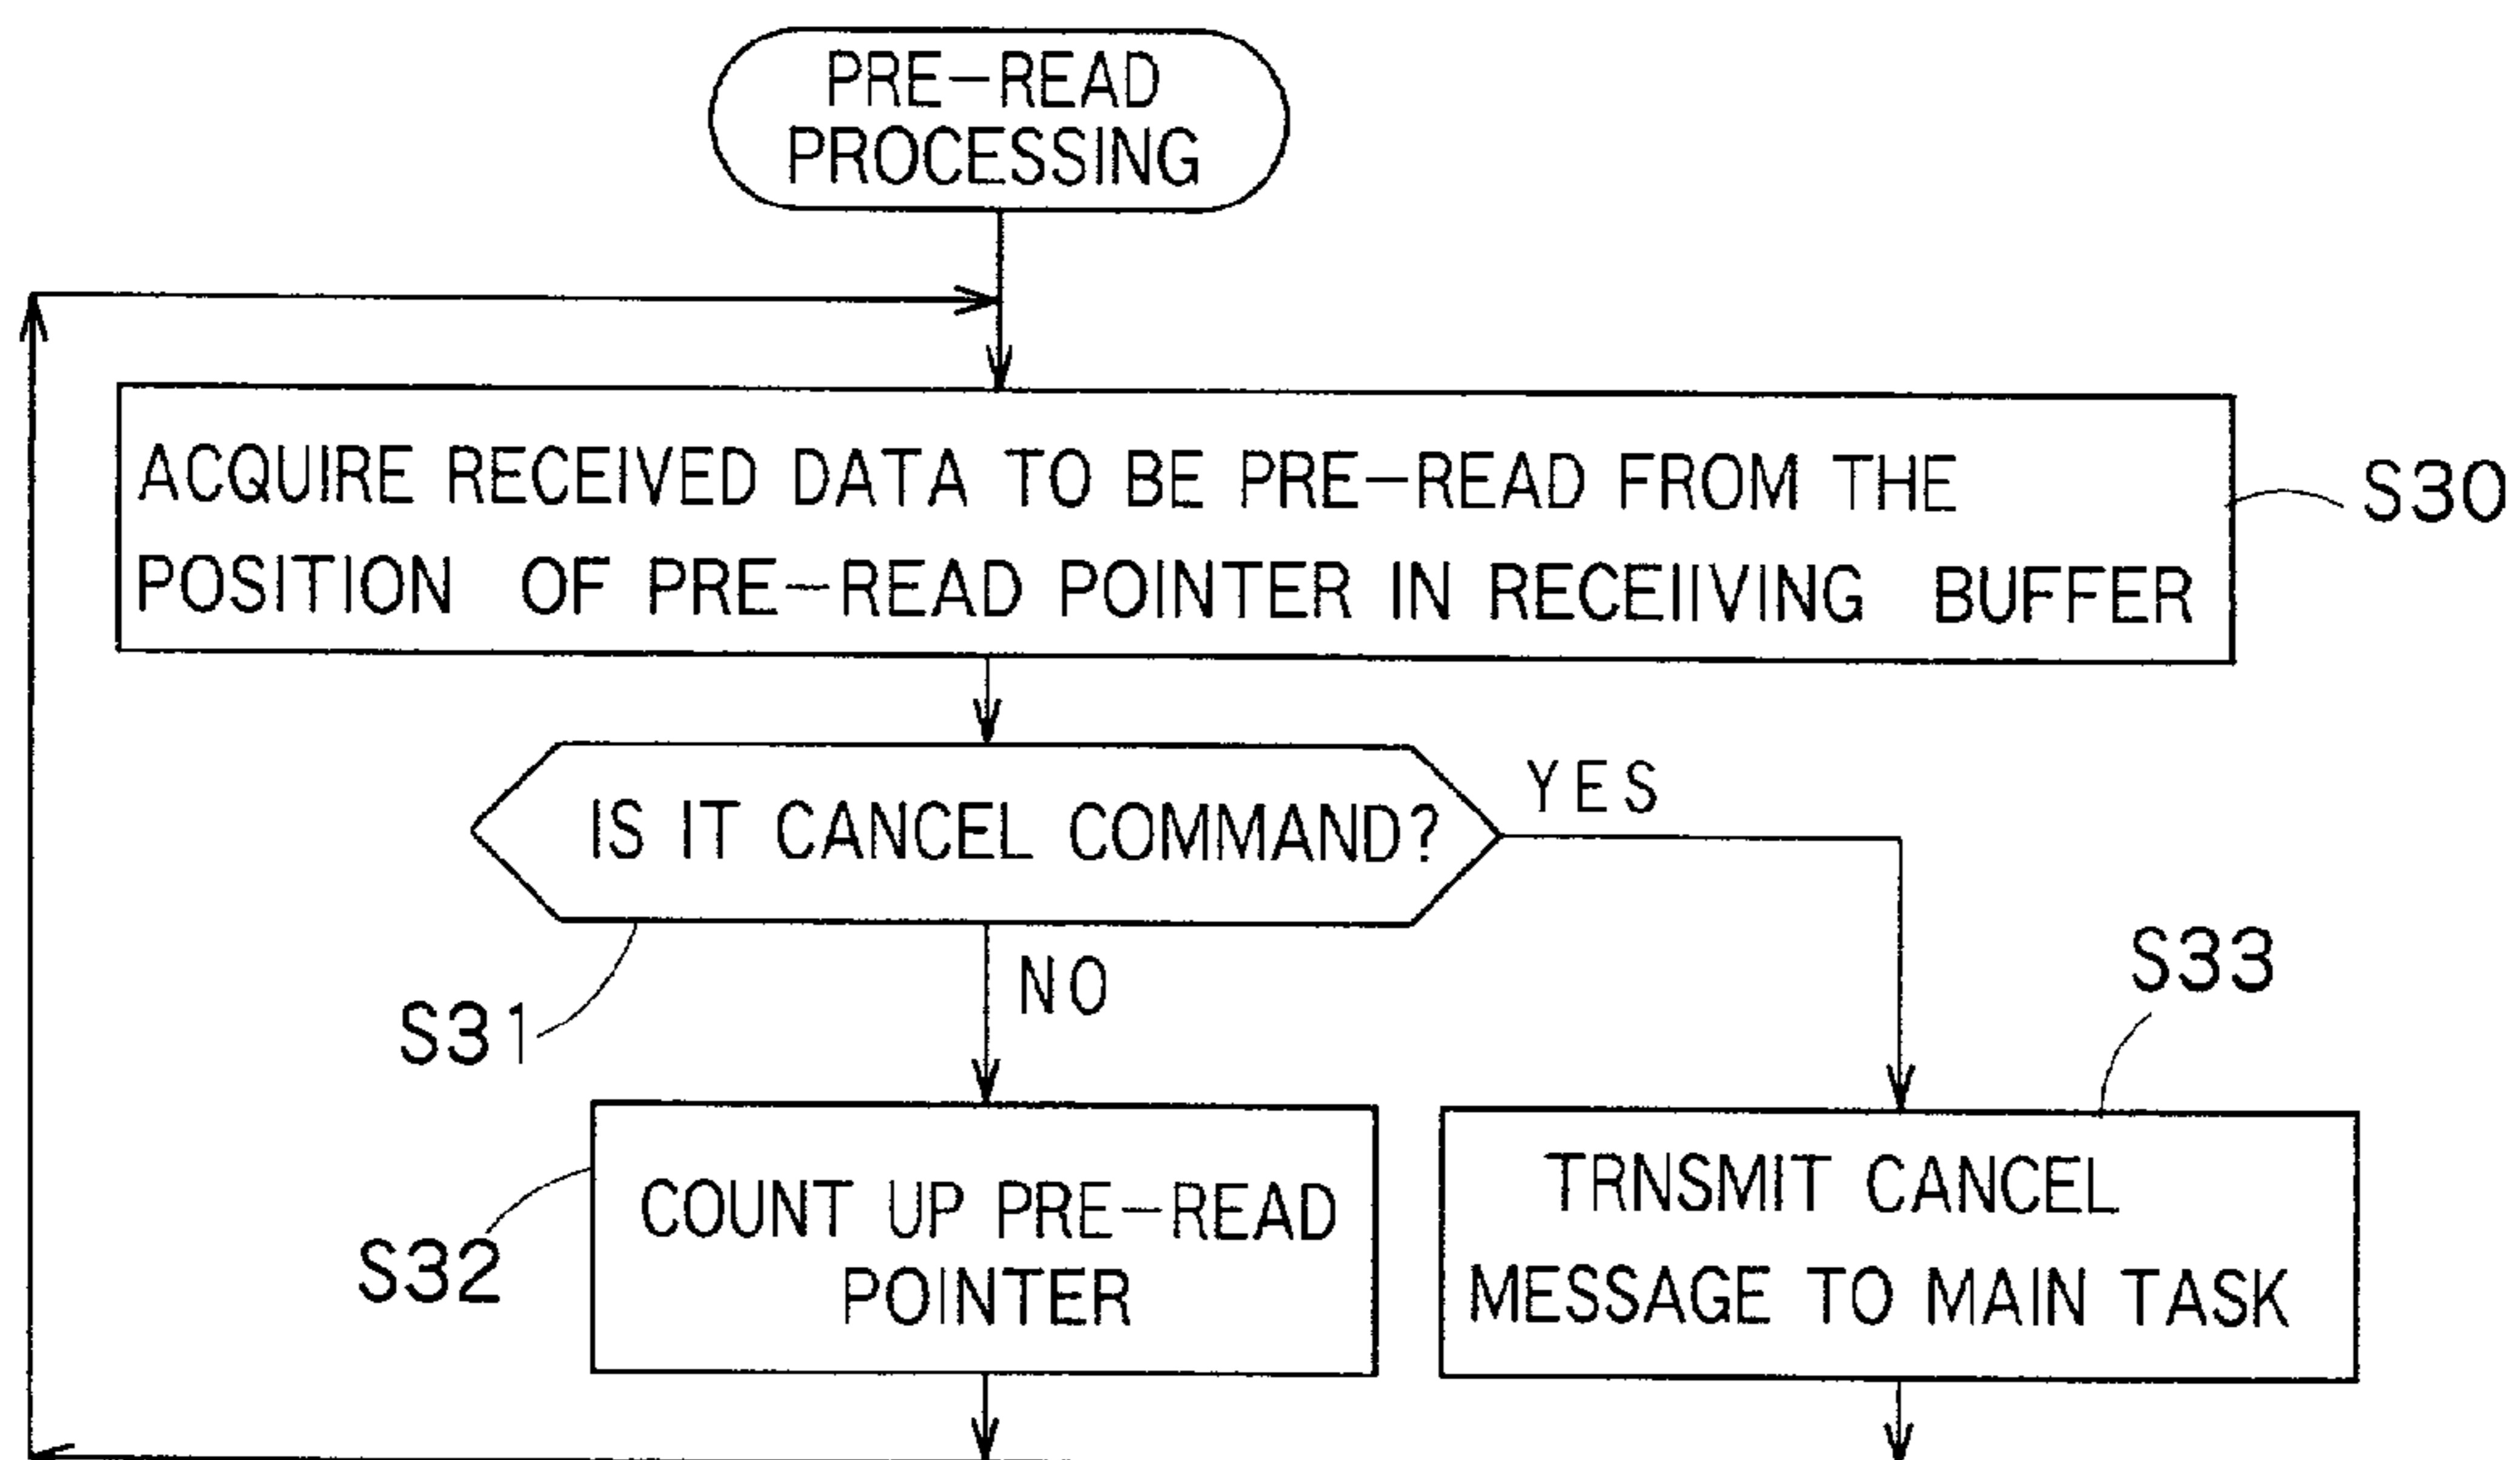 PRE-READ
PROCESSING
ACQUIRE RECEIVED DATA TO BE PRE-READ FROM THE
POSITION OF PRE-READ POINTER IN RECEIIVING BUFFER
S30
IS IT CANCEL COMMAND?
YES
S31
NO
S33
COUNT UP PRE-READ
POINTER
S32
TRNSMIT CANCEL
MESSAGE TO MAIN TASK